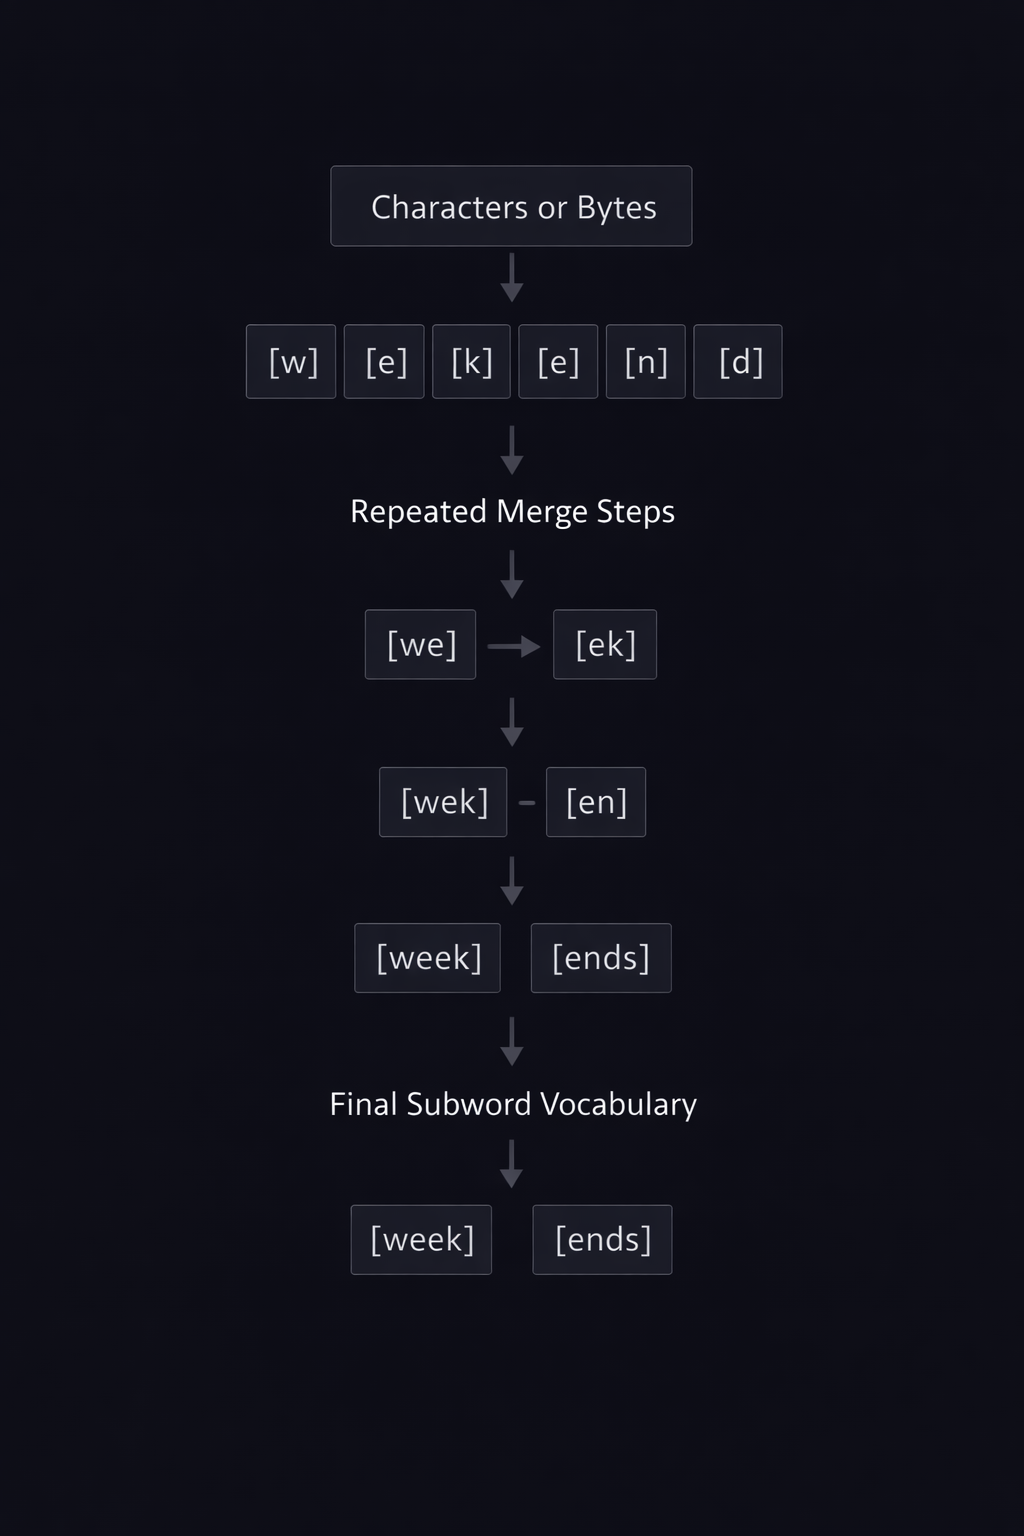 Characters or Bytes
[w] [e] [k] [e] [n] [d]
Repeated Merge Steps
[we] [ek]
[wek] [en]
[week] [ends]
Final Subword Vocabulary
[week] [ends]